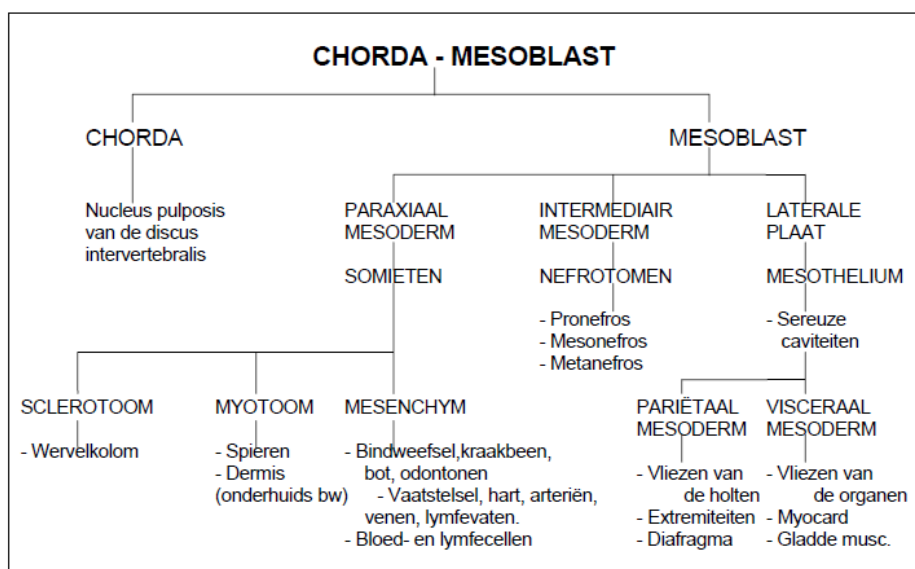 CHORDA - MESOBLAST
CHORDA
MESOBLAST
Nucleus pulposis
van de discus
intervertebralis
PARAXIAAL
MESODERM
SOMIETEN
INTERMEDIAIR
MESODERM
NEFROTOMEN
- Pronefros
- Mesonefros
- Metanefros
LATERALE
PLAAT
MESOTHELIUM
- Sereuze
caviteiten
SCLEROTOOM
- Wervelkolom
MYOTOOM
- Spieren
- Dermis
(onderhuids bw)
MESENCHYM
- Bindweefsel,kraakbeen,
bot, odontonen
- Vaatstelsel, hart, arteriën,
venen, lymfevaten.
- Bloed- en lymfecellen
PARIËTAAL
MESODERM
- Vliezen van
de holten
- Extremiteiten
- Diafragma
VISCERAAL
MESODERM
- Vliezen van
de organen
- Myocard
- Gladde musc.